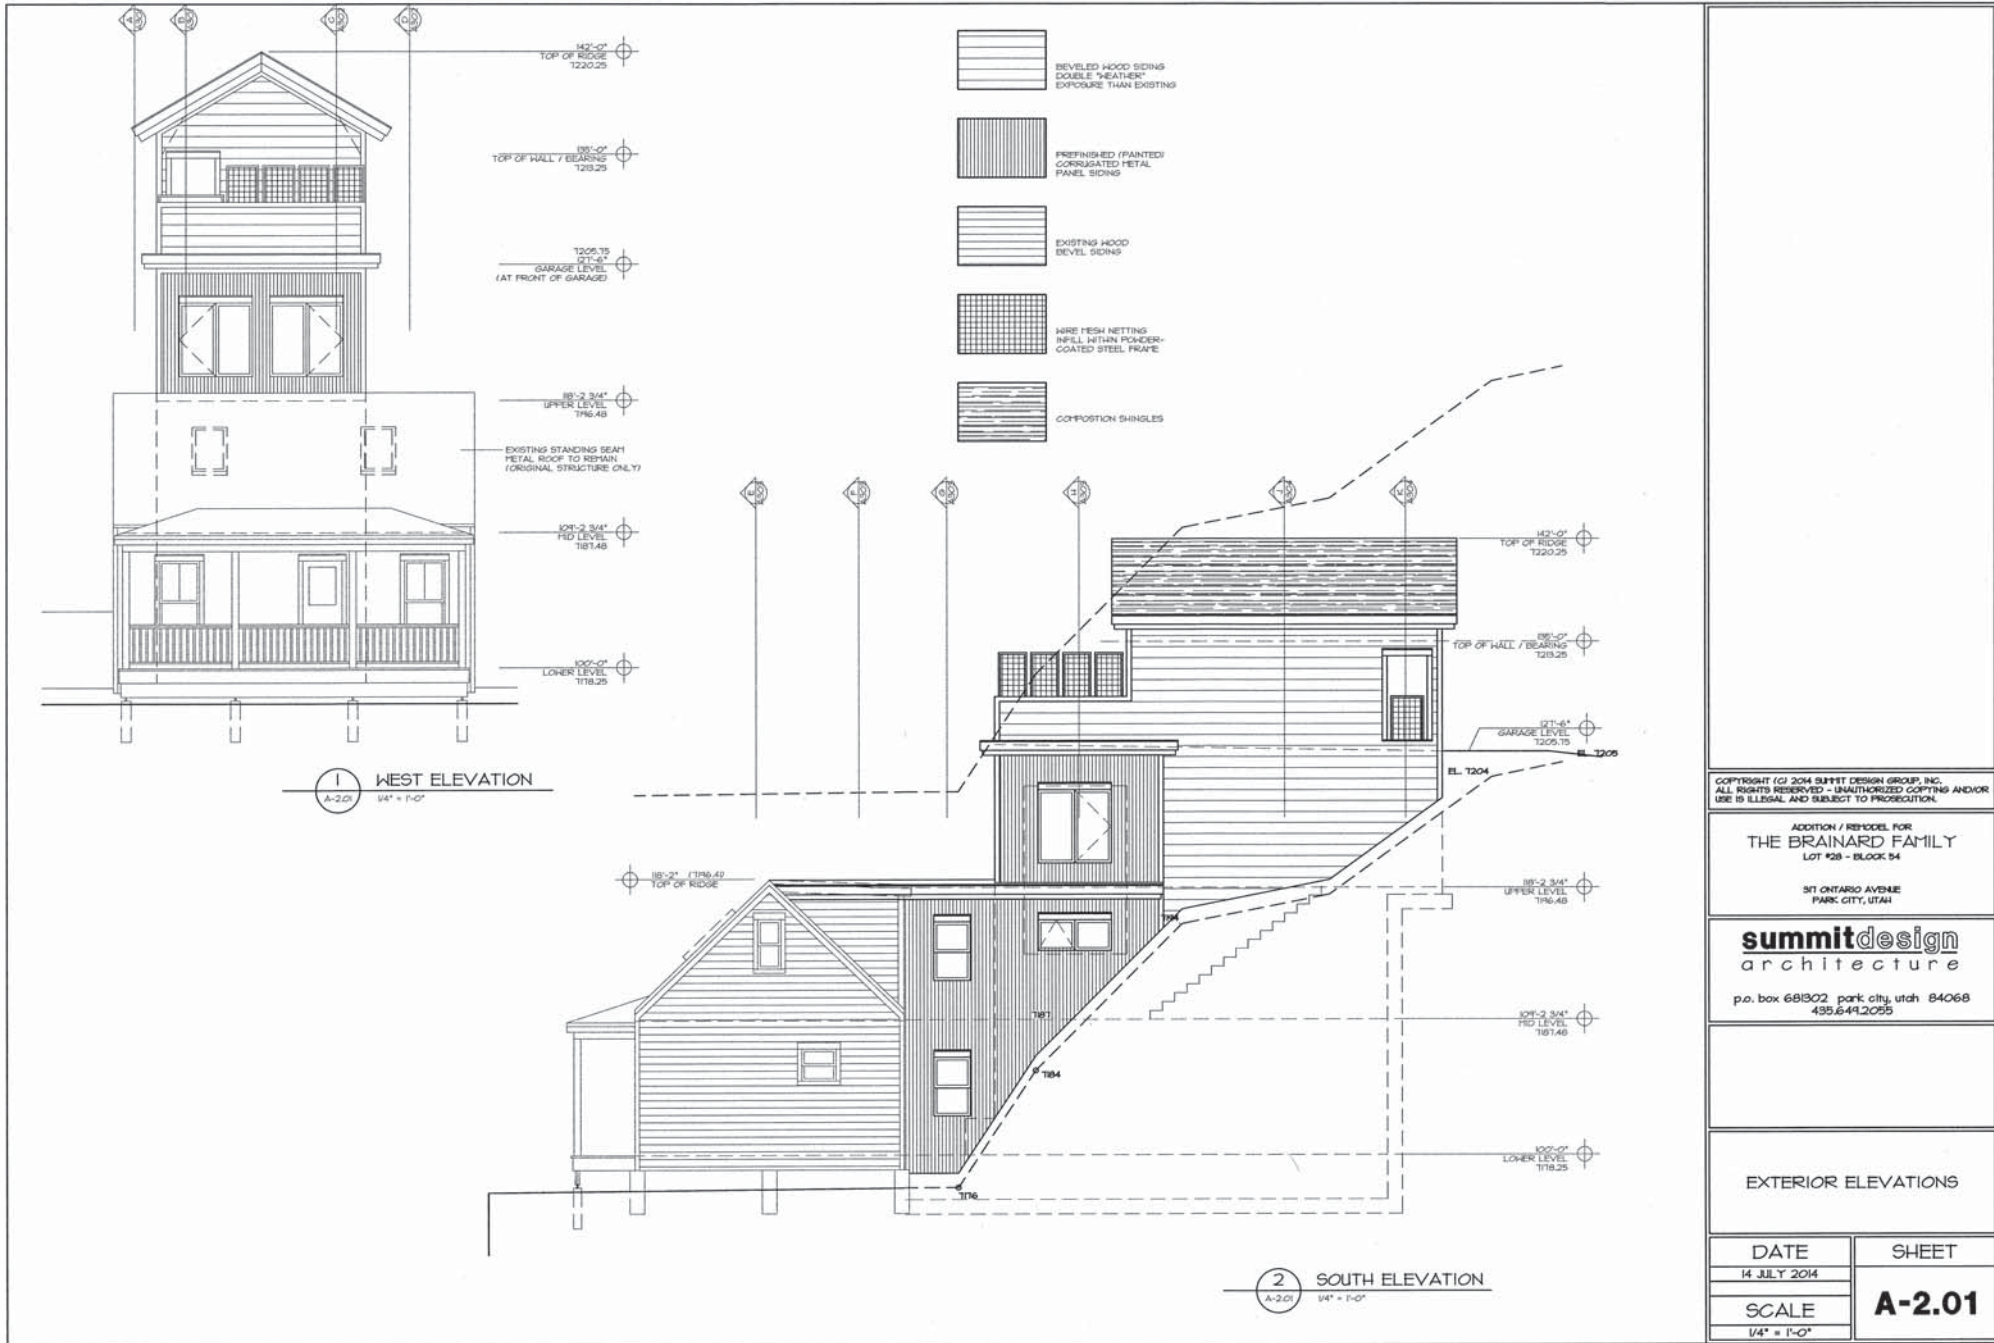 A
B
C
D
142'-0"
TOP OF RIDGE
7220.25
135'-0"
TOP OF WALL / BEARING
7213.25
7205.75
127'-6"
GARAGE LEVEL
(AT FRONT OF GARAGE)
118'-2 3/4"
UPPER LEVEL
7196.48
EXISTING STANDING SEAM
METAL ROOF TO REMAIN
(ORIGINAL STRUCTURE ONLY)
109'-2 3/4"
MID LEVEL
7187.48
100'-0"
LOWER LEVEL
7178.25
1
A-2.01
WEST ELEVATION
1/4" = 1'-0"
BEVELED WOOD SIDING
DOUBLE "WEATHER"
EXPOSURE THAN EXISTING
PREFINISHED (PAINTED)
CORRUGATED METAL
PANEL SIDING
EXISTING WOOD
BEVEL SIDING
WIRE MESH NETTING
INFILL WITHIN POWDER-
COATED STEEL FRAME
COMPOSTION SHINGLES
E
F
G
H
J
K
142'-0"
TOP OF RIDGE
7220.25
135'-0"
TOP OF WALL / BEARING
7213.25
127'-6"
GARAGE LEVEL
7205.75
EL. 7205
EL. 7204
118'-2"
TOP OF RIDGE
118'-2 3/4"
UPPER LEVEL
7196.48
7194
7187
109'-2 3/4"
MID LEVEL
7187.48
7184
100'-0"
LOWER LEVEL
7178.25
7176
2
A-2.01
SOUTH ELEVATION
1/4" = 1'-0"
COPYRIGHT (C) 2014 SUMMIT DESIGN GROUP, INC.
ALL RIGHTS RESERVED - UNAUTHORIZED COPYING AND/OR
USE IS ILLEGAL AND SUBJECT TO PROSECUTION.
ADDITION / REMODEL FOR
THE BRAINARD FAMILY
LOT #28 - BLOCK 54
517 ONTARIO AVENUE
PARK CITY, UTAH
summitdesign
architecture
p.o. box 681302 park city, utah 84068
435.649.2055
EXTERIOR ELEVATIONS
DATE
14 JULY 2014
SCALE
1/4" = 1'-0"
SHEET
A-2.01